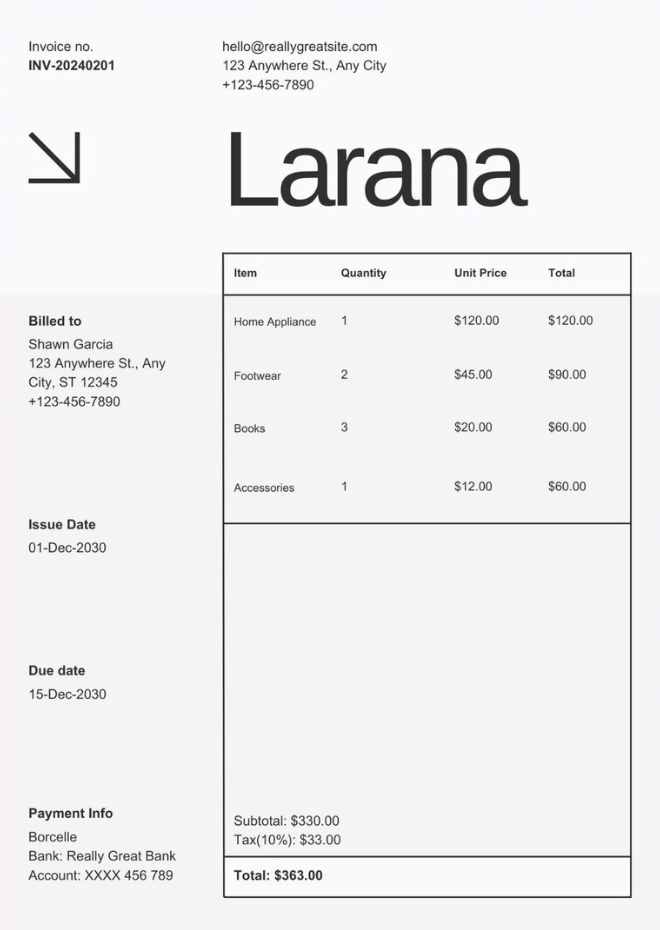 Invoice no.
INV-20240201
hello@reallygreatsite.com
123 Anywhere St., Any City
+123-456-7890
Larana
Item Quantity Unit Price Total
Home Appliance 1 $120.00 $120.00
Footwear 2 $45.00 $90.00
Books 3 $20.00 $60.00
Accessories 1 $12.00 $60.00
Billed to
Shawn Garcia
123 Anywhere St., Any
City, ST 12345
+123-456-7890
Issue Date
01-Dec-2030
Due date
15-Dec-2030
Payment Info
Borcelle
Bank: Really Great Bank
Account: XXXX 456 789
Subtotal: $330.00
Tax(10%): $33.00
Total: $363.00